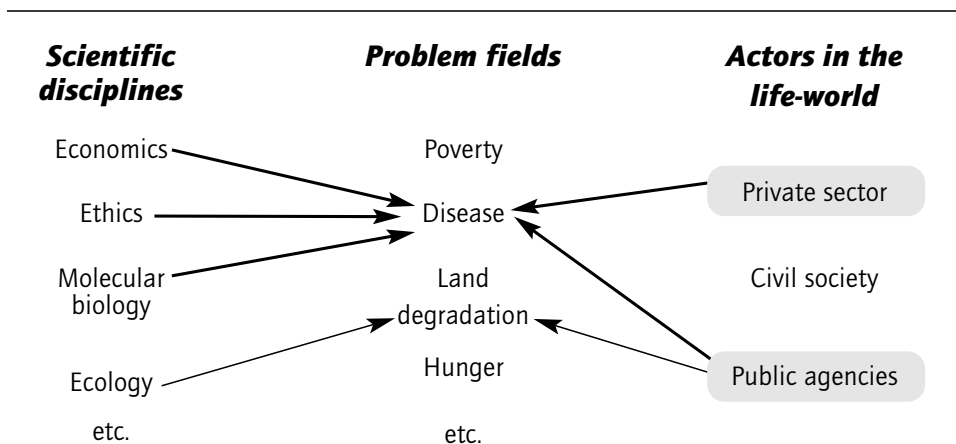 Scientific
disciplines
Problem fields
Actors in the
life-world
Economics
Poverty
Private sector
Ethics
Disease
Molecular
biology
Land
degradation
Civil society
Ecology
Hunger
Public agencies
etc.
etc.